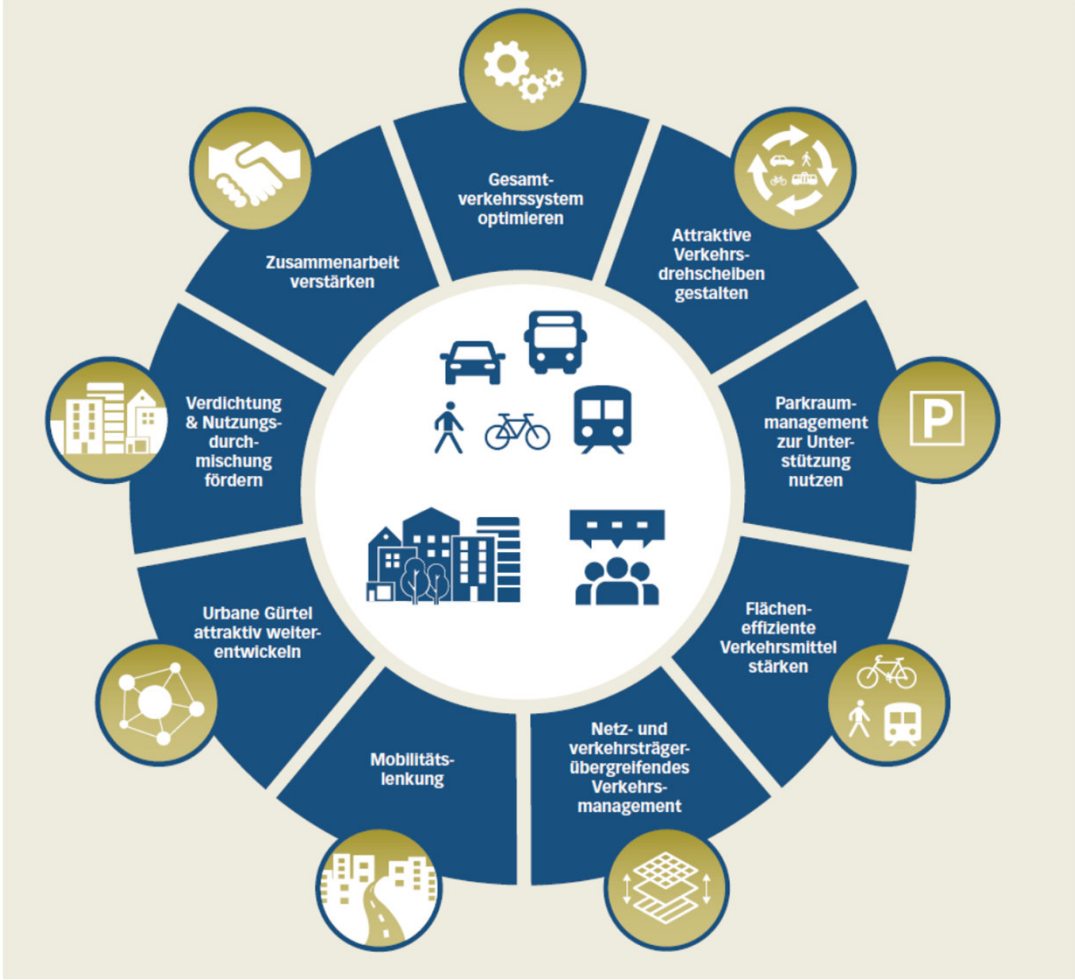 Gesamt-
verkehrssystem
optimieren
Attraktive
Verkehrs-
drehscheiben
gestalten
Parkraum-
management
zur Unter-
stützung
nutzen
Flächen-
effiziente
Verkehrsmittel
stärken
Netz- und
verkehrsträger-
übergreifendes
Verkehrs-
management
Mobilitäts-
lenkung
Urbane Gürtel
attraktiv weiter-
entwickeln
Verdichtung
& Nutzungs-
durch-
mischung
fördern
Zusammenarbeit
verstärken
P